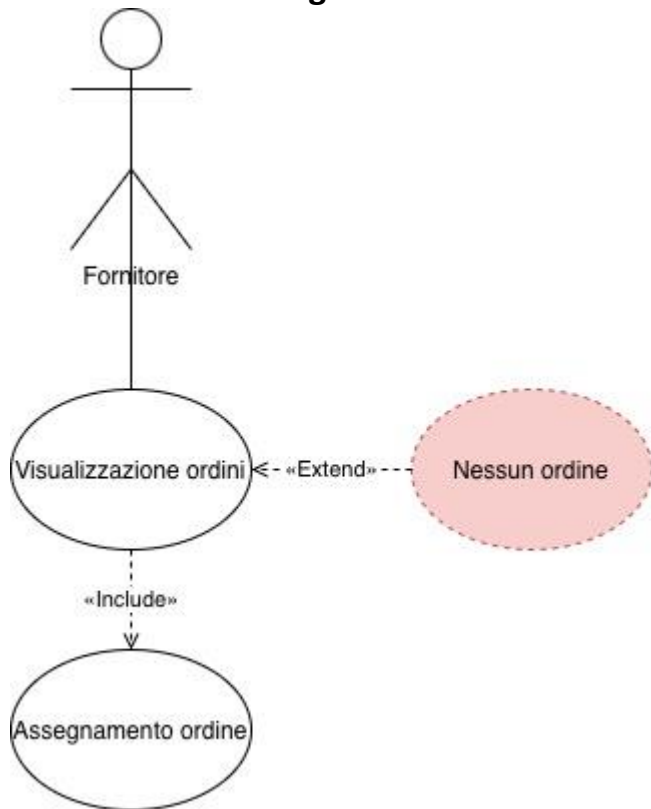 Fornitore
Visualizzazione ordini
«Extend»
Nessun ordine
«Include»
Assegnamento ordine